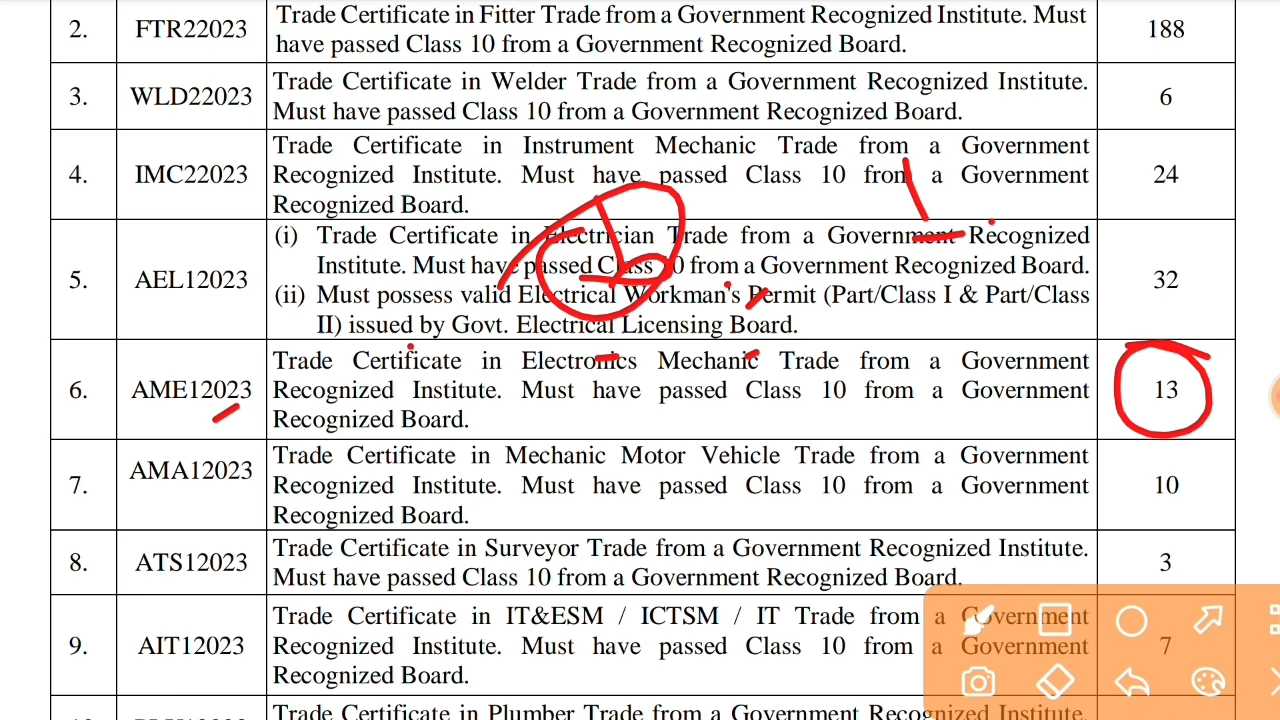 2.
FTR22023
Trade Certificate in Fitter Trade from a Government Recognized Institute. Must
have passed Class 10 from a Government Recognized Board.
188
3.
WLD22023
Trade Certificate in Welder Trade from a Government Recognized Institute.
Must have passed Class 10 from a Government Recognized Board.
6
4.
IMC22023
Trade Certificate in Instrument Mechanic Trade from a Government
Recognized Institute. Must have passed Class 10 from a Government
Recognized Board.
24
5.
AEL12023
(i) Trade Certificate in Electrician Trade from a Government Recognized
Institute. Must have passed Class 10 from a Government Recognized Board.
(ii) Must possess valid Electrical Workman's Permit (Part/Class I & Part/Class
II) issued by Govt. Electrical Licensing Board.
32
6.
AME12023
Trade Certificate in Electronics Mechanic Trade from a Government
Recognized Institute. Must have passed Class 10 from a Government
Recognized Board.
13
7.
AMA12023
Trade Certificate in Mechanic Motor Vehicle Trade from a Government
Recognized Institute. Must have passed Class 10 from a Government
Recognized Board.
10
8.
ATS12023
Trade Certificate in Surveyor Trade from a Government Recognized Institute.
Must have passed Class 10 from a Government Recognized Board.
3
9.
AIT12023
Trade Certificate in IT&ESM / ICTSM / IT Trade from a Government
Recognized Institute. Must have passed Class 10 from a Government
Recognized Board.
7
Trade Certificate in Plumber Trade from a Government Recognized Institute.